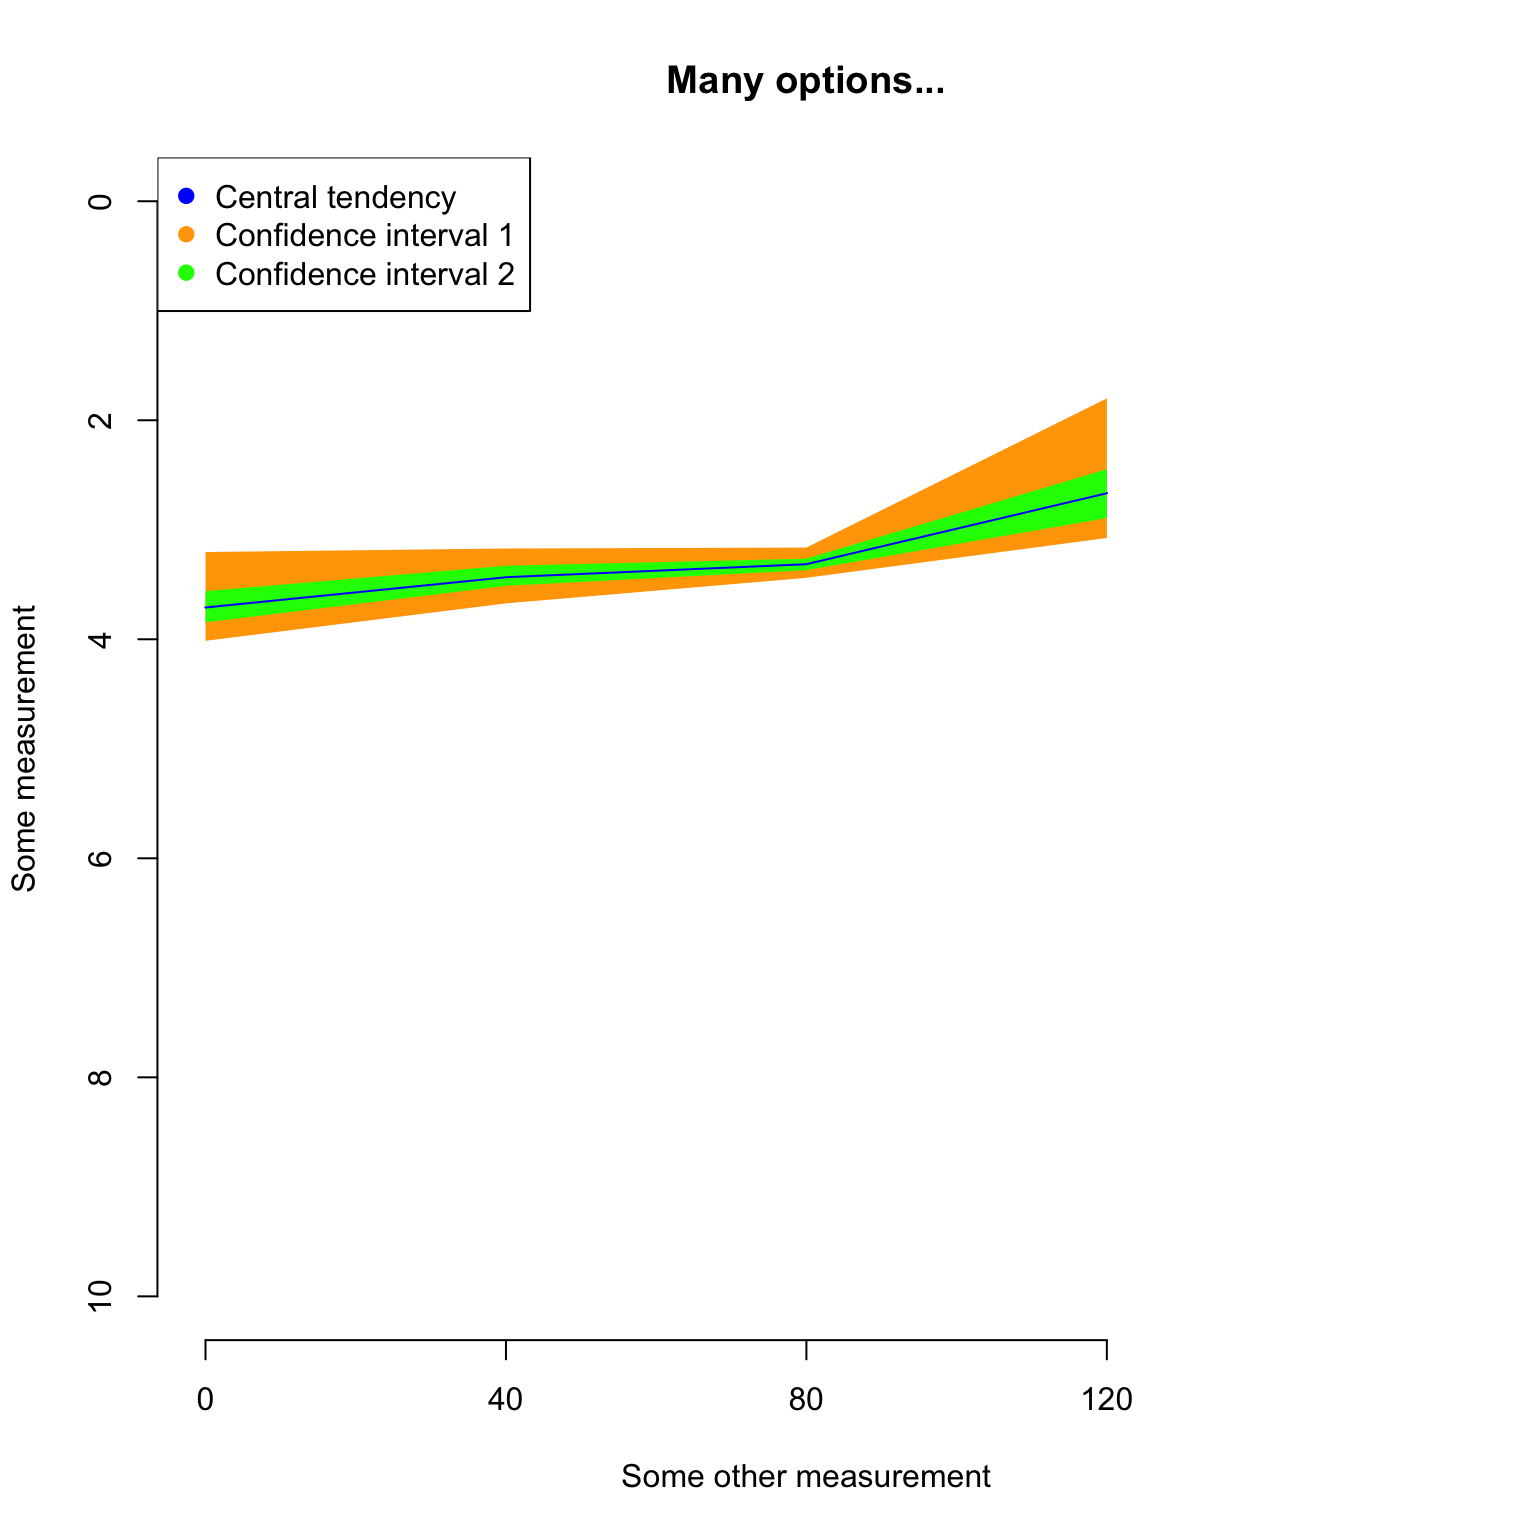 Many options...
Central tendency
Confidence interval 1
Confidence interval 2
0
2
4
6
8
10
Some measurement
0 40 80 120
Some other measurement